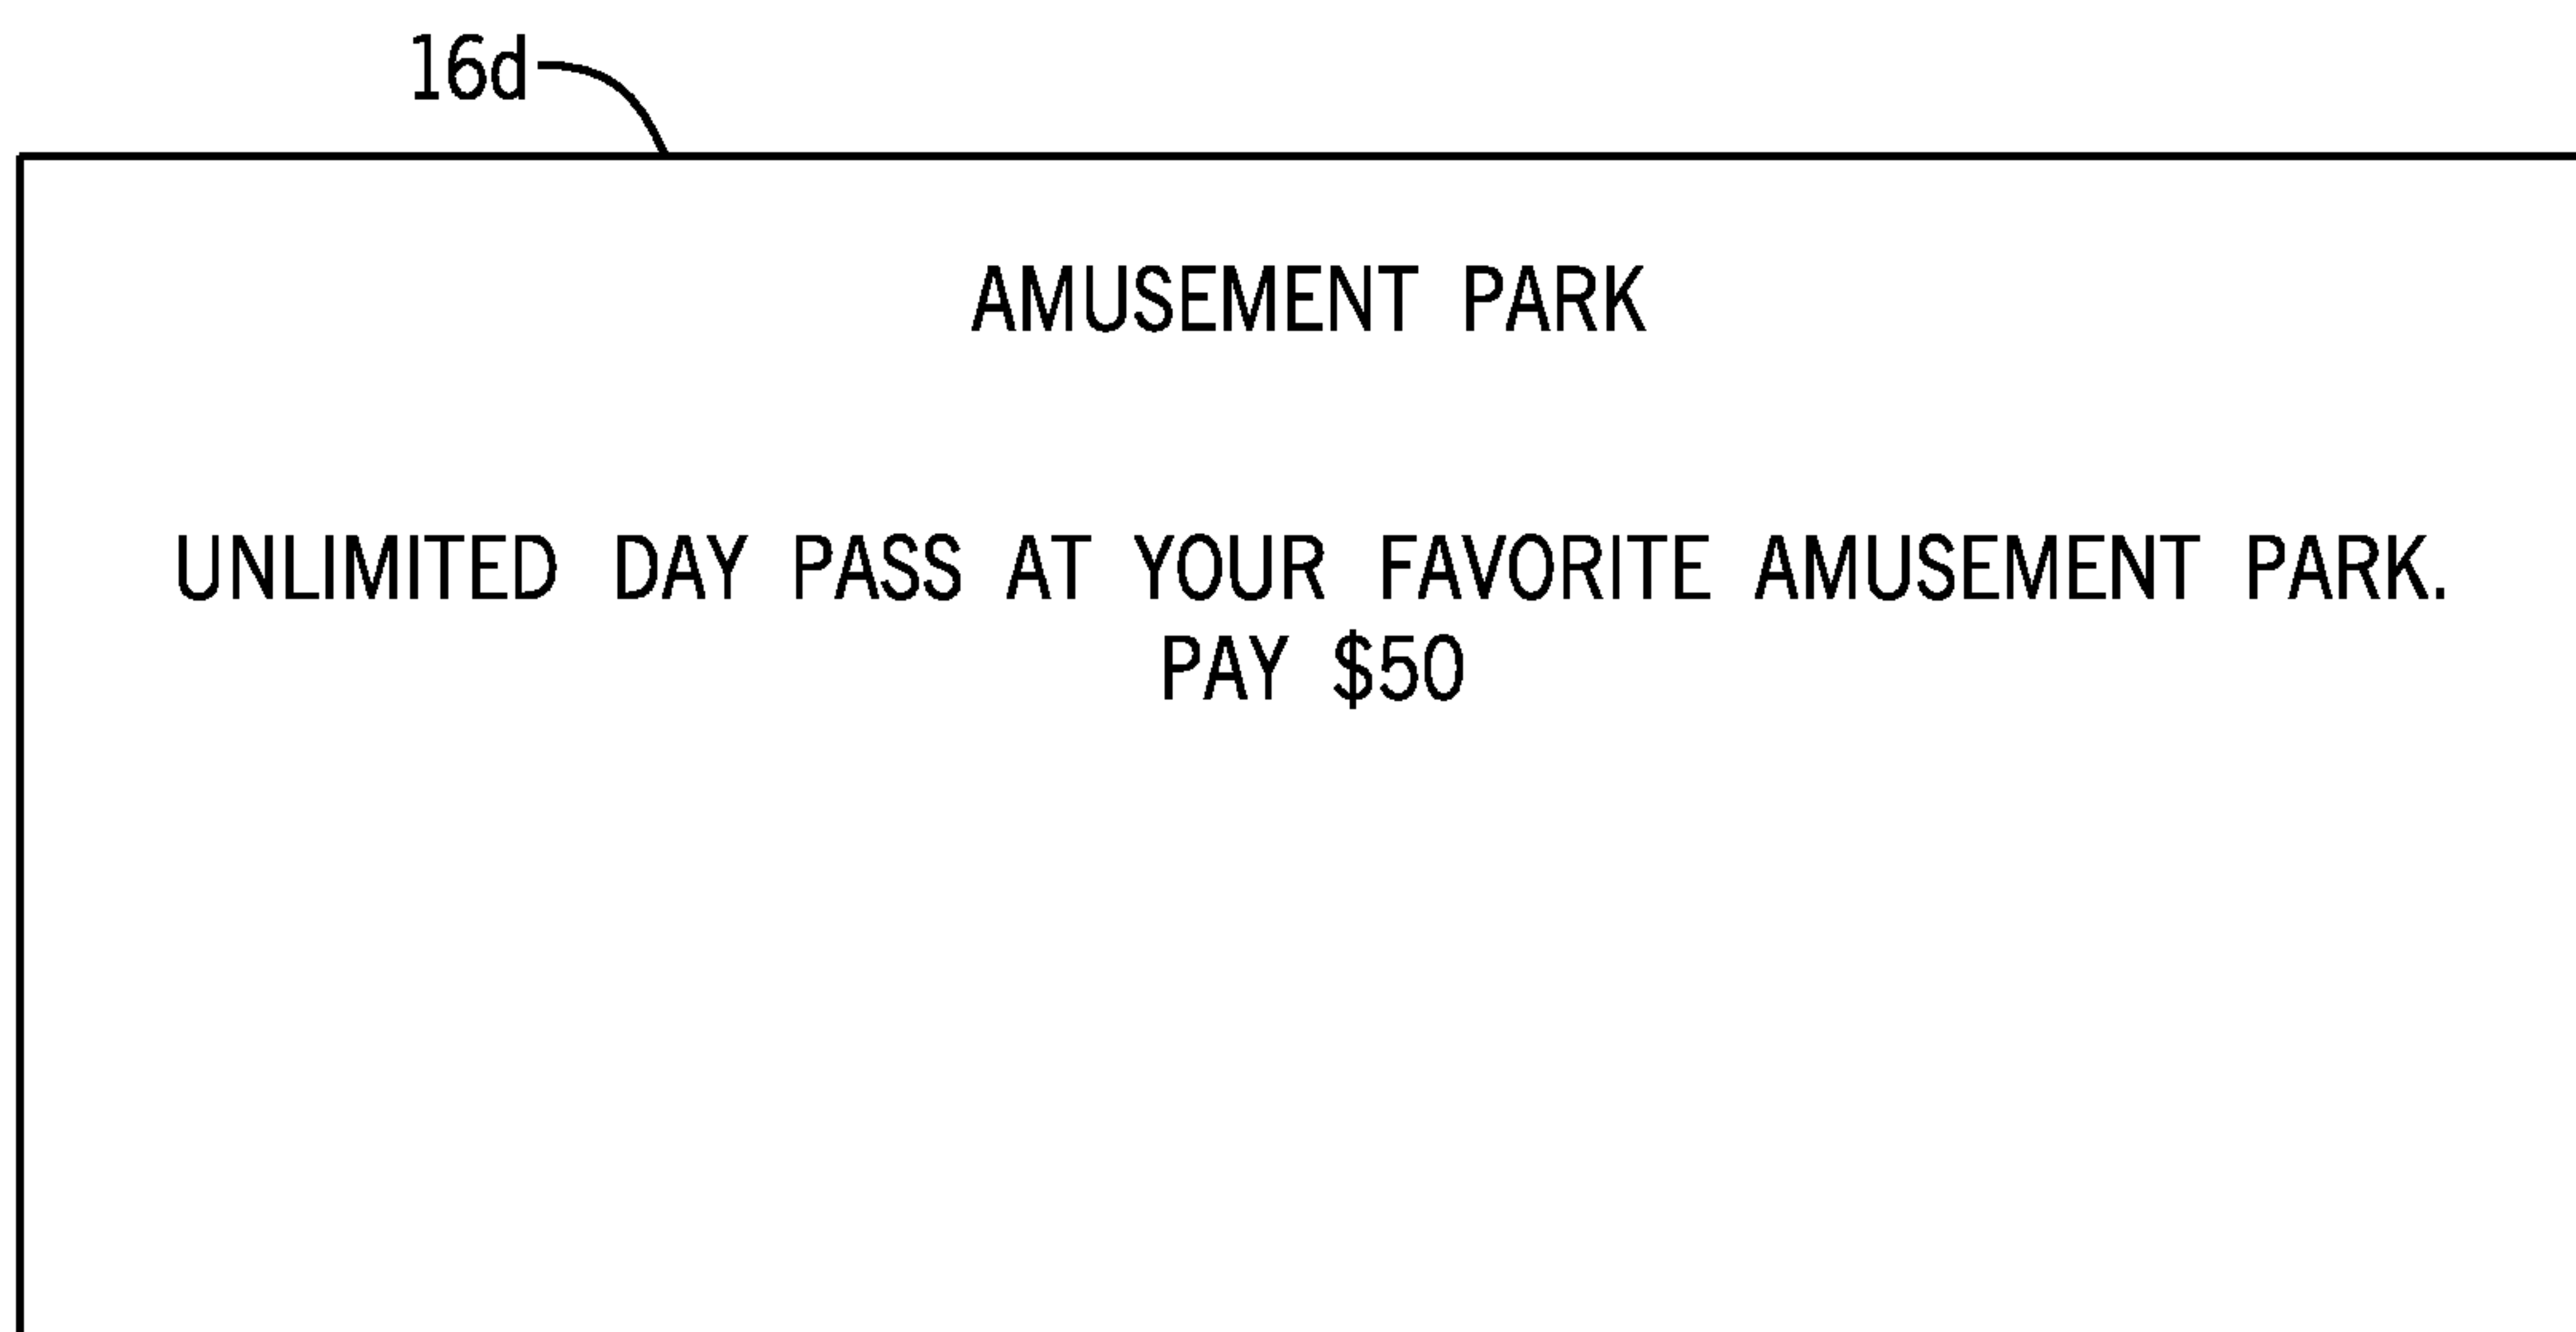 16d
AMUSEMENT PARK
UNLIMITED DAY PASS AT YOUR FAVORITE AMUSEMENT PARK.
PAY $50